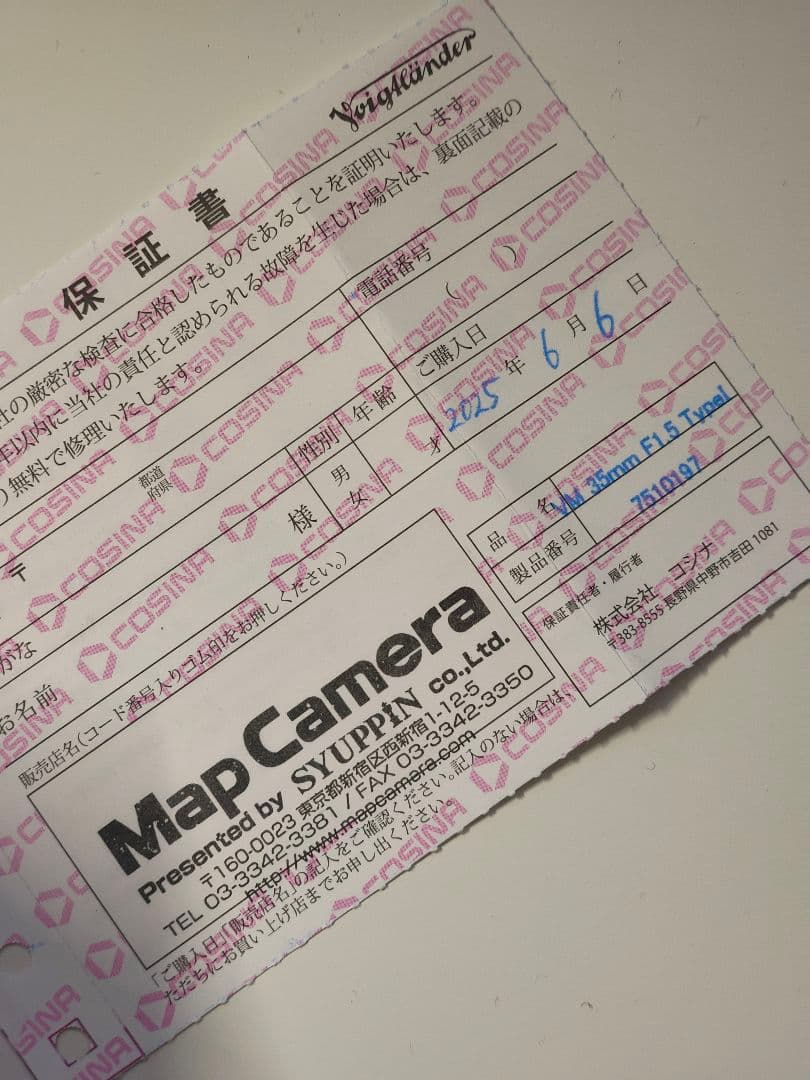 Voigtländer
保証書
社の厳密な検査に合格したものであることを証明いたします。
年以内に当社の責任と認められる故障を生じた場合は、裏面記載の
り無料で修理いたします。
〒
都道
府県
性別
男
女
年齢
才
電話番号
( )
ご購入日
2025年 6月 6日
がな
お名前
様
品名 VM 35mm F1.5 TypeI
製品番号 7510197
保証責任者・履行者
株式会社 コシナ
〒383-8555 長野県中野市吉田1081
販売店名(コード番号入りゴム印をお押しください。)
Map Camera
Presented by SYUPPIN co.,Ltd.
〒160-0023 東京都新宿区西新宿1-12-5
TEL 03-3342-3381 / FAX 03-3342-3350
http://www.mapcamera.com
「ご購入日」「販売店名」の記入をご確認ください。記入のない場合は、
ただちにお買い上げ店までお申し出ください。
COSINA